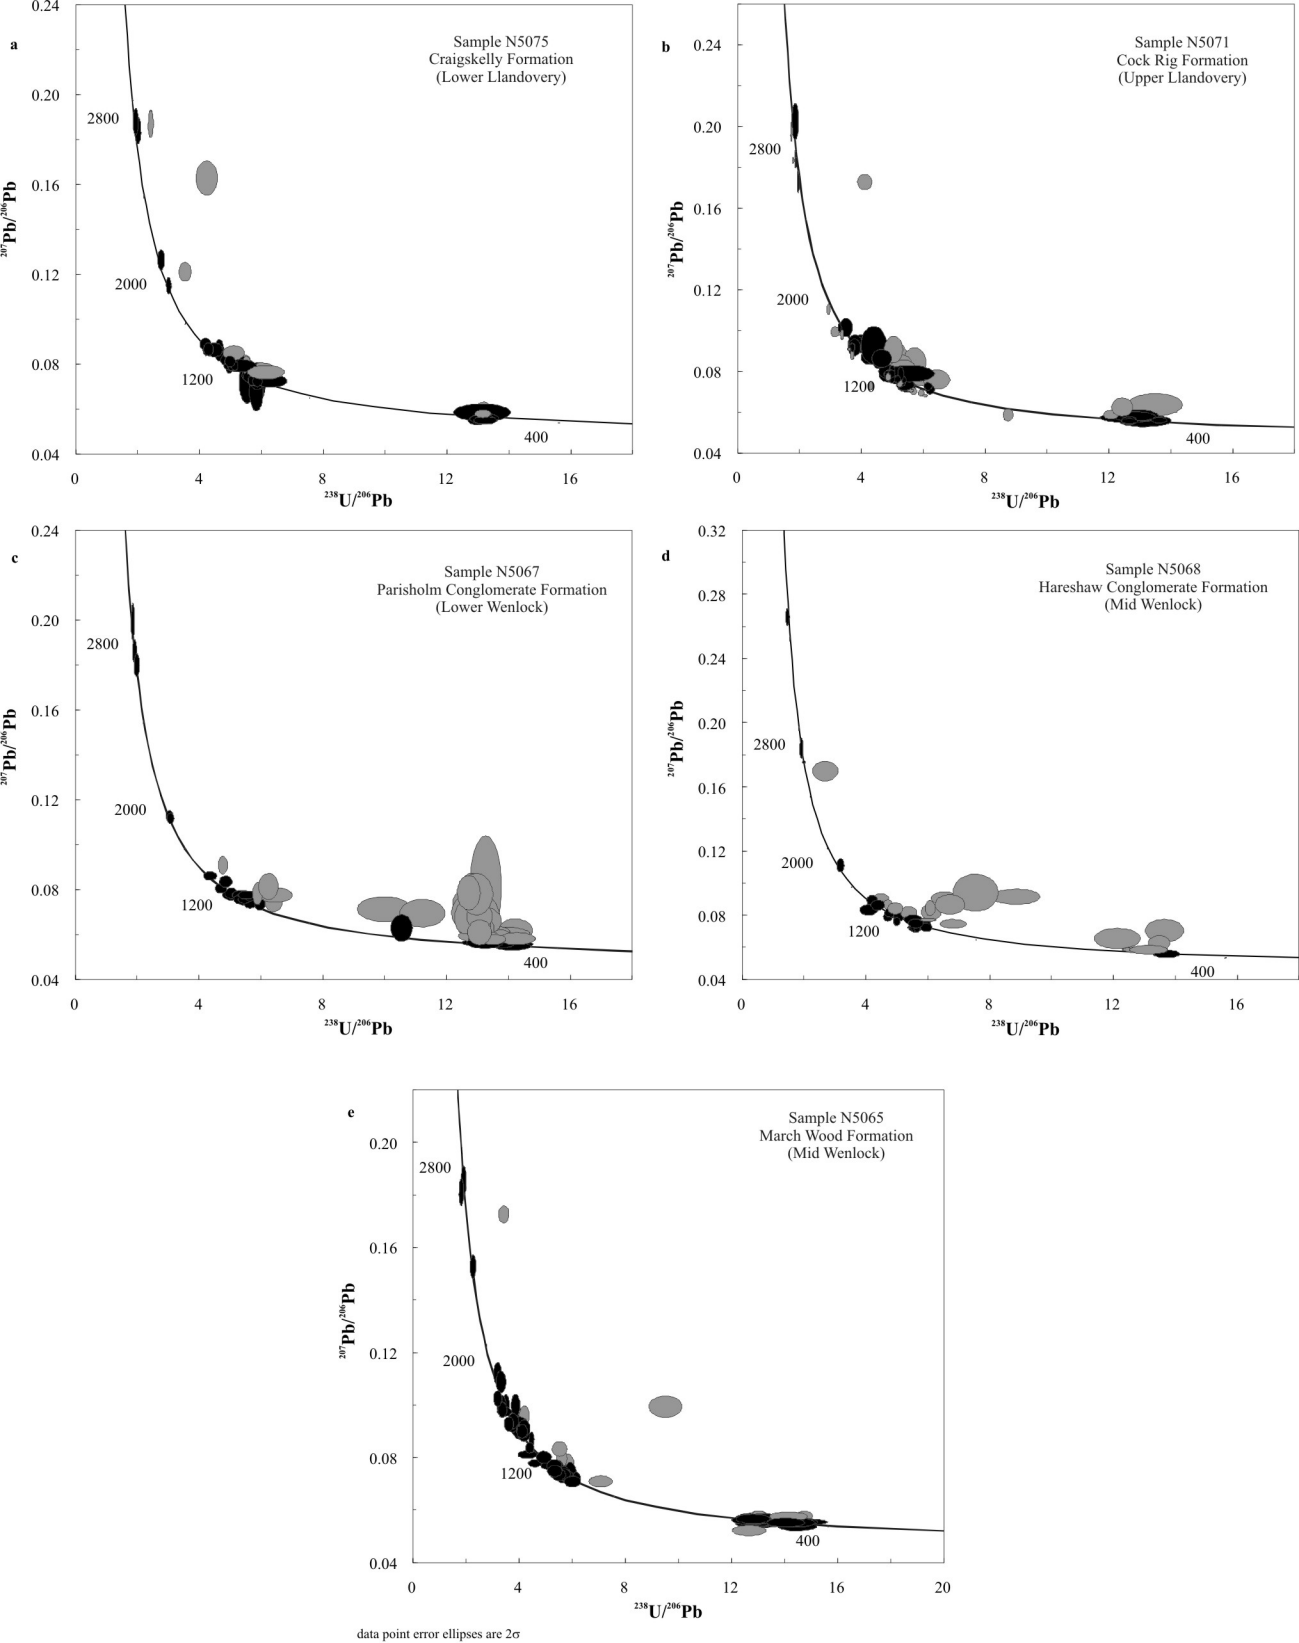 a
Sample N5075
Craigskelly Formation
(Lower Llandovery)
0.24
0.20
0.16
0.12
0.08
0.04
2800
2000
1200
400
0 4 8 12 16
207Pb/206Pb
238U/206Pb
b
Sample N5071
Cock Rig Formation
(Upper Llandovery)
0.24
0.20
0.16
0.12
0.08
0.04
2800
2000
1200
400
0 4 8 12 16
207Pb/206Pb
238U/206Pb
c
Sample N5067
Parisholm Conglomerate Formation
(Lower Wenlock)
0.24
0.20
0.16
0.12
0.08
0.04
2800
2000
1200
400
0 4 8 12 16
207Pb/206Pb
238U/206Pb
d
Sample N5068
Hareshaw Conglomerate Formation
(Mid Wenlock)
0.32
0.28
0.24
0.20
0.16
0.12
0.08
0.04
2800
2000
1200
400
0 4 8 12 16
207Pb/206Pb
238U/206Pb
e
Sample N5065
March Wood Formation
(Mid Wenlock)
0.20
0.16
0.12
0.08
0.04
2800
2000
1200
400
0 4 8 12 16 20
207Pb/206Pb
238U/206Pb
data point error ellipses are 2σ